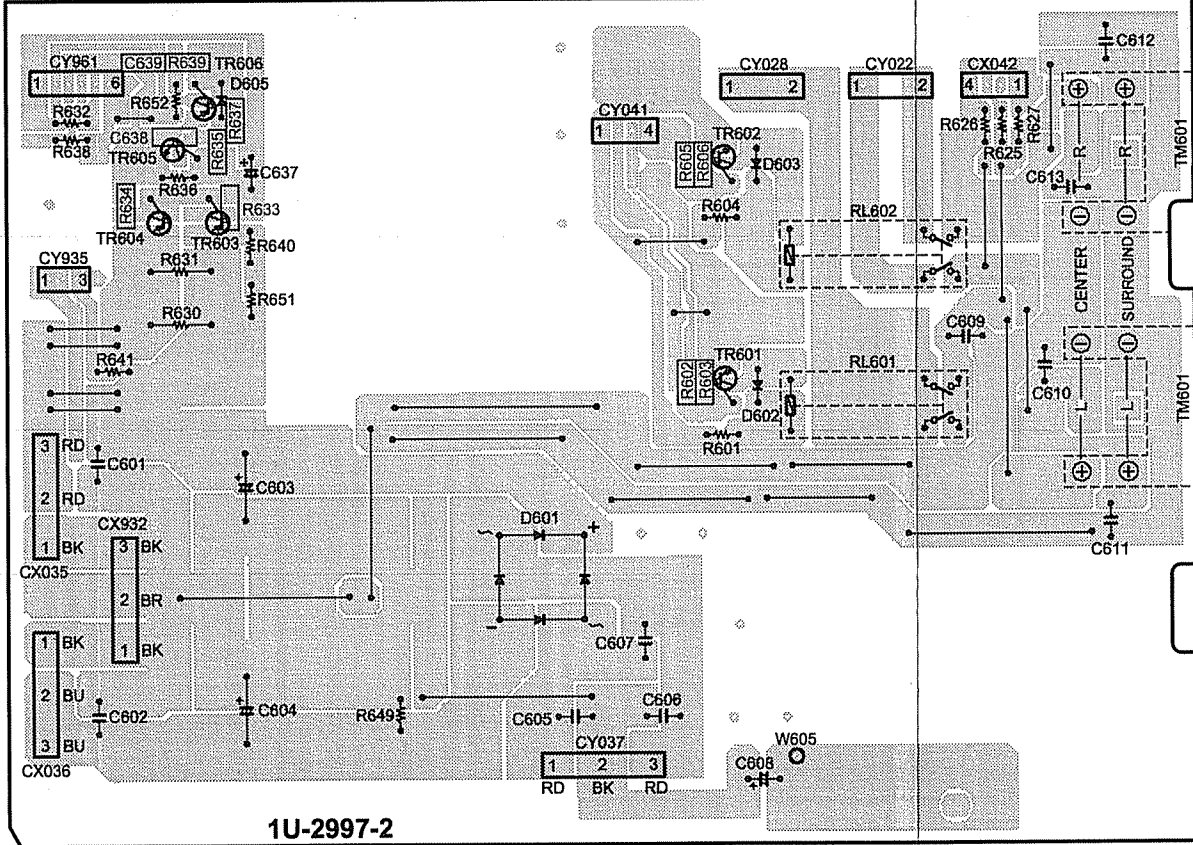 C612
CY961
C639
R639
TR606
D605
CY028
CY022
CX042
1
6
1
2
1
2
4
1
R652
R637
R632
R638
C638
TR605
R635
CY041
1
4
TR602
R605
R606
D603
R626
R625
R627
R
R
TM601
C637
R636
R634
R633
TR604
TR603
R604
RL602
C613
R640
R631
CY935
1
3
R651
R630
CENTER
SURROUND
C609
R641
TR601
R602
R603
D602
RL601
C610
L
L
TM601
R601
3
RD
C601
2
RD
1
BK
CX035
C603
CX932
3
BK
2
BR
1
BK
D601
C611
1
BK
2
BU
3
BU
CX036
C602
C604
R649
C607
C605
C606
CY037
1
2
3
RD
BK
RD
C608
W605
1U-2997-2